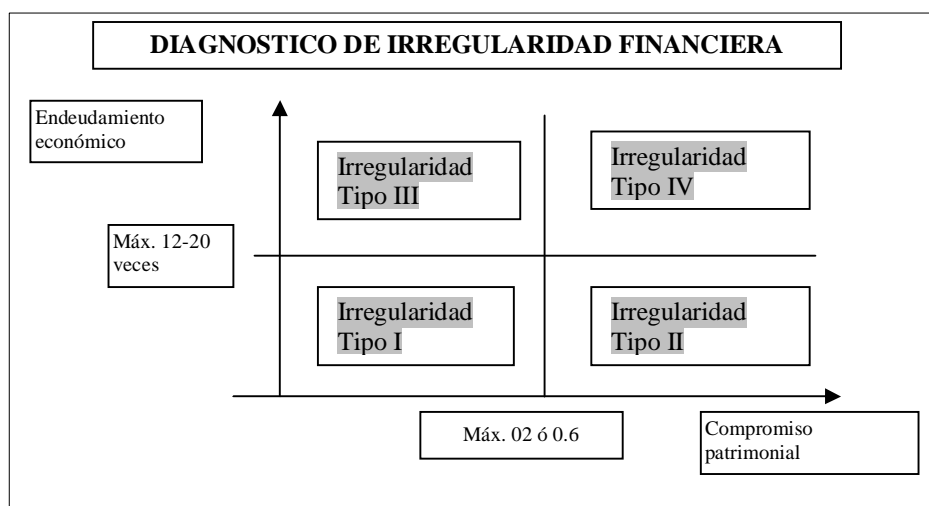 DIAGNOSTICO DE IRREGULARIDAD FINANCIERA
Endeudamiento
económico
Irregularidad
Tipo III
Irregularidad
Tipo IV
Máx. 12-20
veces
Irregularidad
Tipo I
Irregularidad
Tipo II
Máx. 02 ó 0.6
Compromiso
patrimonial